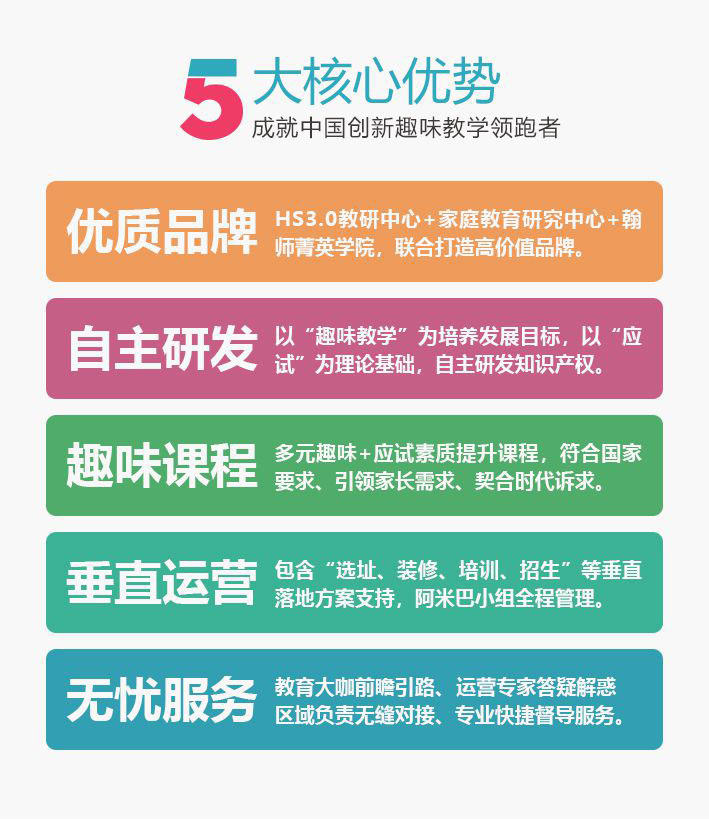 5大核心优势
成就中国创新趣味教学领跑者
优质品牌
HS3.0教研中心+家庭教育研究中心+翰
师菁英学院，联合打造高价值品牌。
自主研发
以“趣味教学”为培养发展目标，以“应
试”为理论基础，自主研发知识产权。
趣味课程
多元趣味+应试素质提升课程，符合国家
要求、引领家长需求、契合时代诉求。
垂直运营
包含“选址、装修、培训、招生”等垂直
落地方案支持，阿米巴小组全程管理。
无忧服务
教育大咖前瞻引路、运营专家答疑解惑
区域负责无缝对接、专业快捷督导服务。